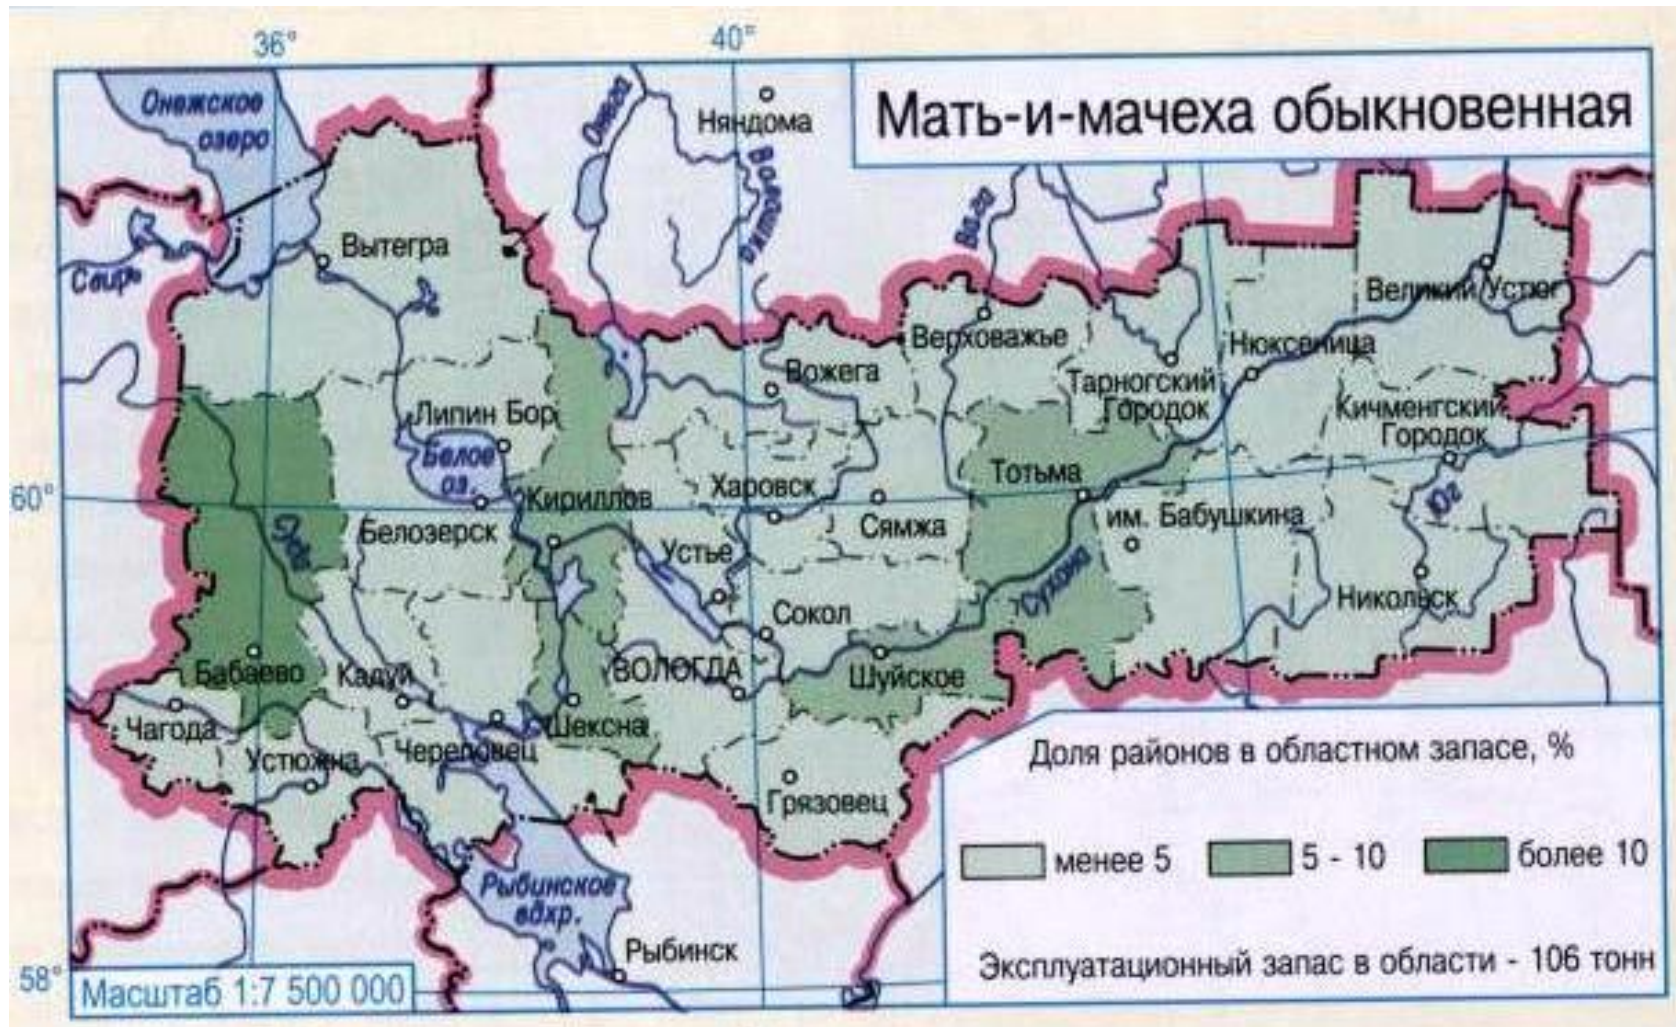 36°
40°
Мать-и-мачеха обыкновенная
Онежское
озеро
Онега
Няндома
Волошка
Вага
Свирь
Вытегра
Великий Устюг
Верховажье
Нюксеница
Вожега
Тарногский
Городок
Липин Бор
Кичменгский
Городок
Белое
оз.
Харовск
Тотьма
60°
Кириллов
Юг
Белозерск
Сямжа
им. Бабушкина
Суда
Устье
Сухона
Никольск
Сокол
Бабаево
Кадуй
ВОЛОГДА
Шуйское
Чагода
Шексна
Устюжна
Череповец
Грязовец
Доля районов в областном запасе, %
менее 5
5 - 10
более 10
Рыбинское
вдхр.
Рыбинск
Эксплуатационный запас в области - 106 тонн
58°
Масштаб 1:7 500 000